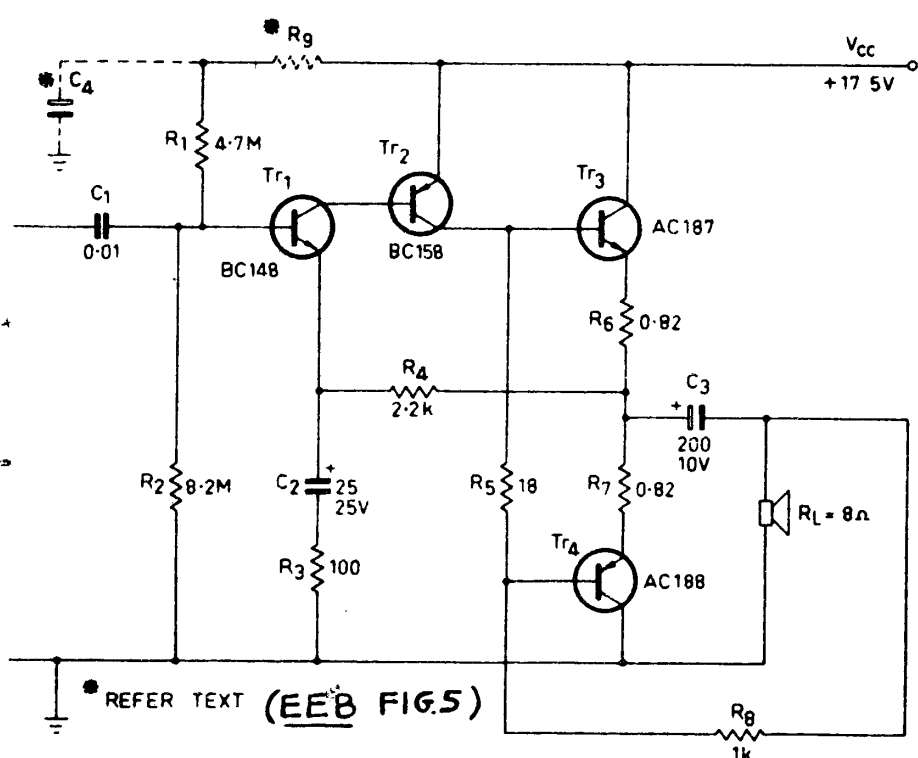 * R9
VCC
+17 5V
* C4
R1 4.7M
Tr2
Tr1
Tr3
C1
0.01
BC148
BC158
AC187
R6 0.82
R4
2.2k
C3
+
200
10V
R2 8.2M
C2 + 25
25V
R5 18
R7 0.82
RL = 8Ω
Tr4
R3 100
AC188
* REFER TEXT (EEB FIG.5)
R8
1k